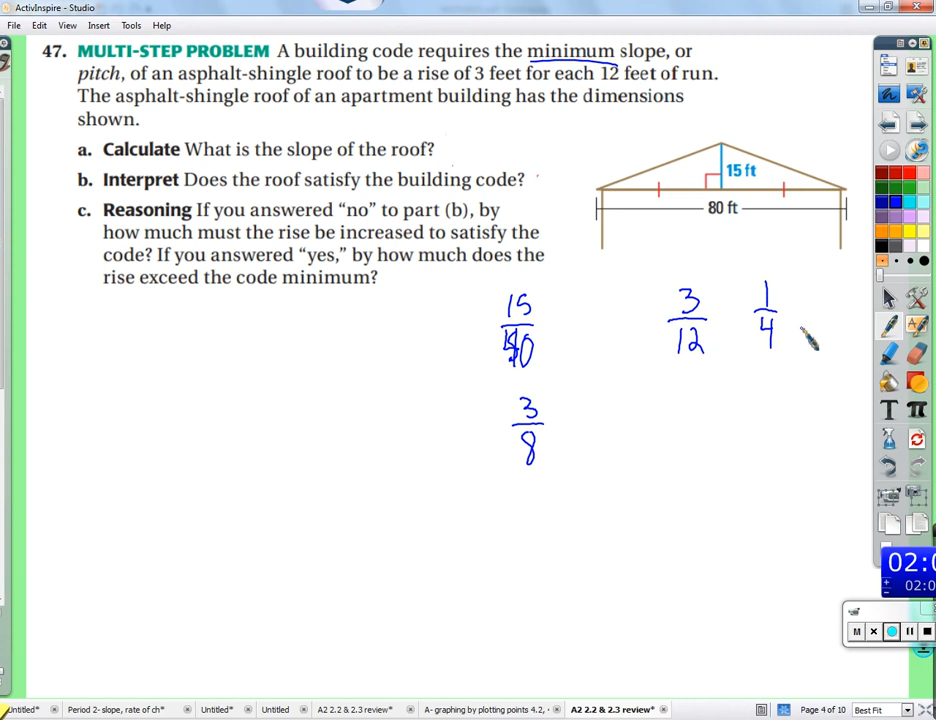 ActivInspire - Studio
File Edit View Insert Tools Help
47. MULTI-STEP PROBLEM A building code requires the minimum slope, or
pitch, of an asphalt-shingle roof to be a rise of 3 feet for each 12 feet of run.
The asphalt-shingle roof of an apartment building has the dimensions
shown.
a. Calculate What is the slope of the roof?
b. Interpret Does the roof satisfy the building code?
c. Reasoning If you answered “no” to part (b), by
how much must the rise be increased to satisfy the
code? If you answered “yes,” by how much does the
rise exceed the code minimum?
15 ft
80 ft
15
40
3
8
3
12
1
4
T π
02:0
02:0
M
Untitled* Period 2- slope, rate of ch* Untitled* Untitled A2 2.2 & 2.3 review* A- graphing by plotting points 4.2, A2 2.2 & 2.3 review* Page 4 of 10 Best Fit